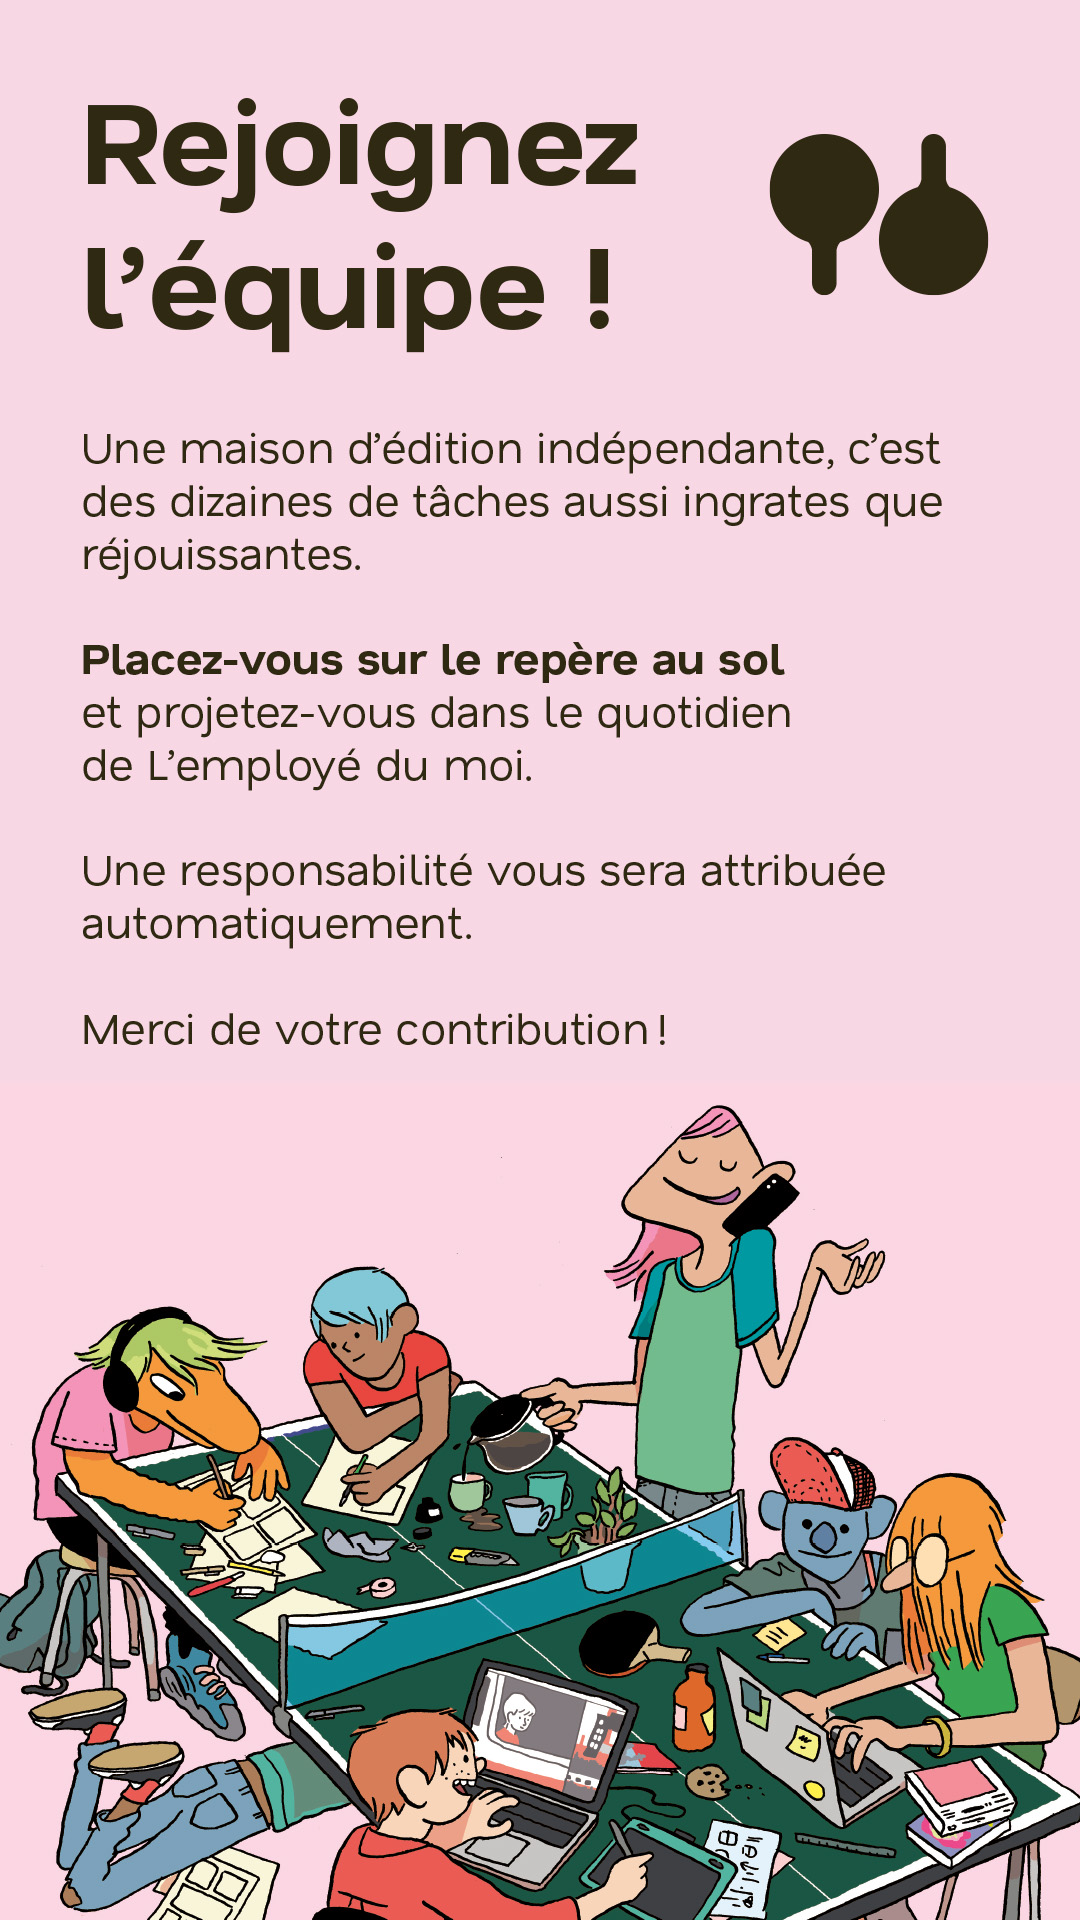 Rejoignez
l’équipe !
Une maison d’édition indépendante, c’est
des dizaines de tâches aussi ingrates que
réjouissantes.
Placez-vous sur le repère au sol
et projetez-vous dans le quotidien
de L’employé du moi.
Une responsabilité vous sera attribuée
automatiquement.
Merci de votre contribution !